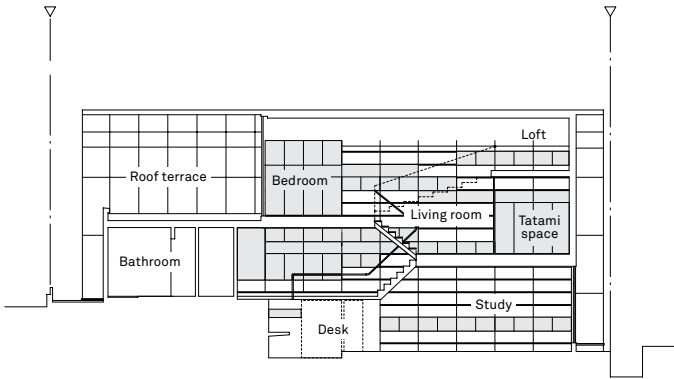 Loft
Roof terrace
Bedroom
Living room
Tatami
space
Bathroom
Study
Desk